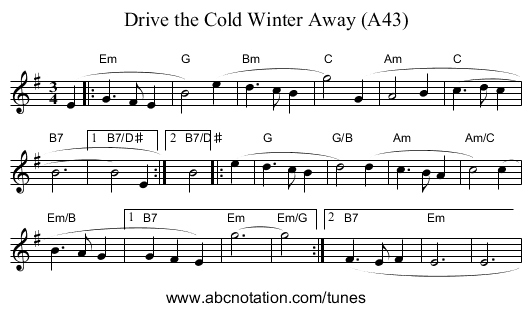 Drive the Cold Winter Away (A43)
Em G Bm C Am C
3
4
B7 1 B7/D# 2 B7/D# G G/B Am Am/C
Em/B 1 B7 Em Em/G 2 B7 Em
www.abcnotation.com/tunes